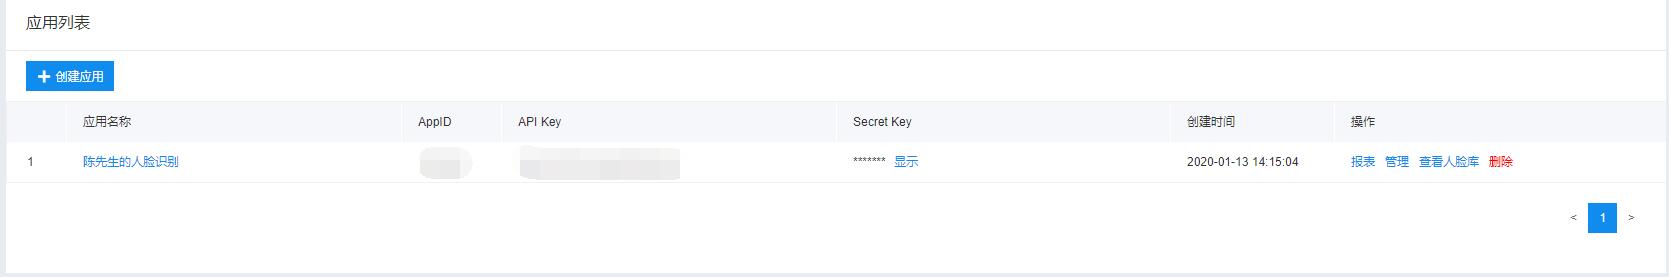 应用列表
创建应用
应用名称 AppID API Key Secret Key 创建时间 操作
1 陈先生的人脸识别 ******* 显示 2020-01-13 14:15:04 报表 管理 查看人脸库 删除
< 1 >